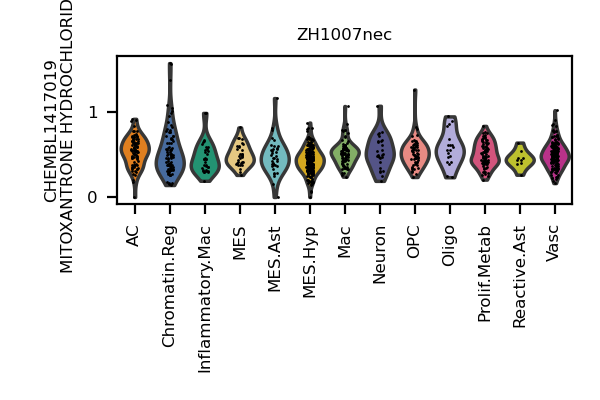 ZH1007nec
CHEMBL1417019
MITOXANTRONE HYDROCHLORID
1
0
AC
Chromatin.Reg
Inflammatory.Mac
MES
MES.Ast
MES.Hyp
Mac
Neuron
OPC
Oligo
Prolif.Metab
Reactive.Ast
Vasc